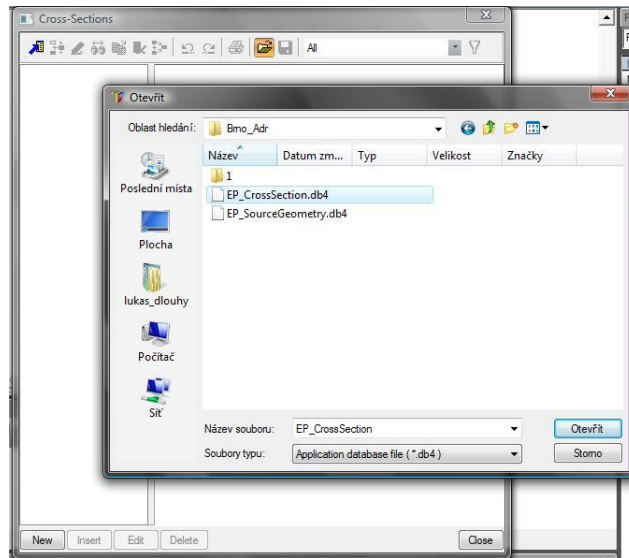 Cross-Sections
All
Otevřít
Oblast hledání: Brno_Adr
Název Datum zm... Typ Velikost Značky
1
EP_CrossSection.db4
EP_SourceGeometry.db4
Poslední místa
Plocha
lukas_dlouhy
Počítač
Síť
Název souboru: EP_CrossSection Otevřít
Soubory typu: Application database file ( *.db4 ) Storno
New Insert Edit Delete Close